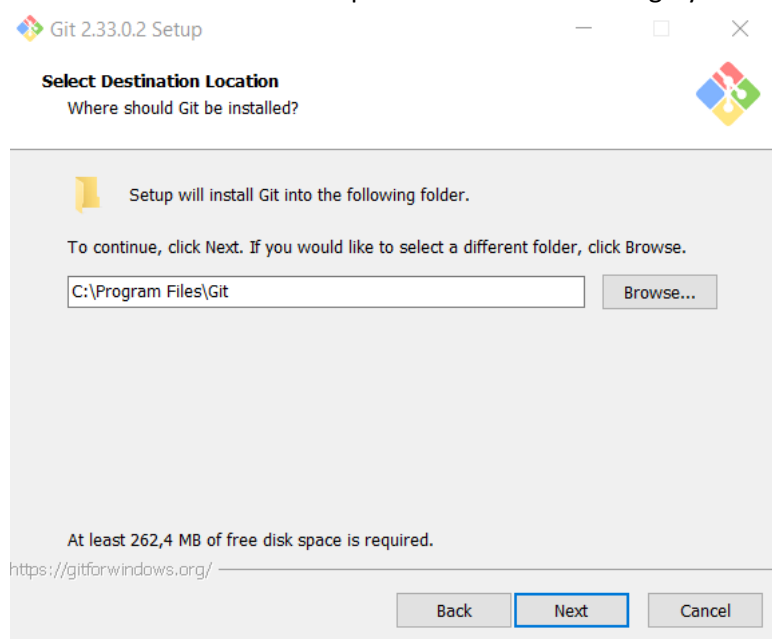 Git 2.33.0.2 Setup
Select Destination Location
Where should Git be installed?
Setup will install Git into the following folder.
To continue, click Next. If you would like to select a different folder, click Browse.
C:\Program Files\Git
Browse...
At least 262,4 MB of free disk space is required.
https://gitforwindows.org/
Back Next Cancel